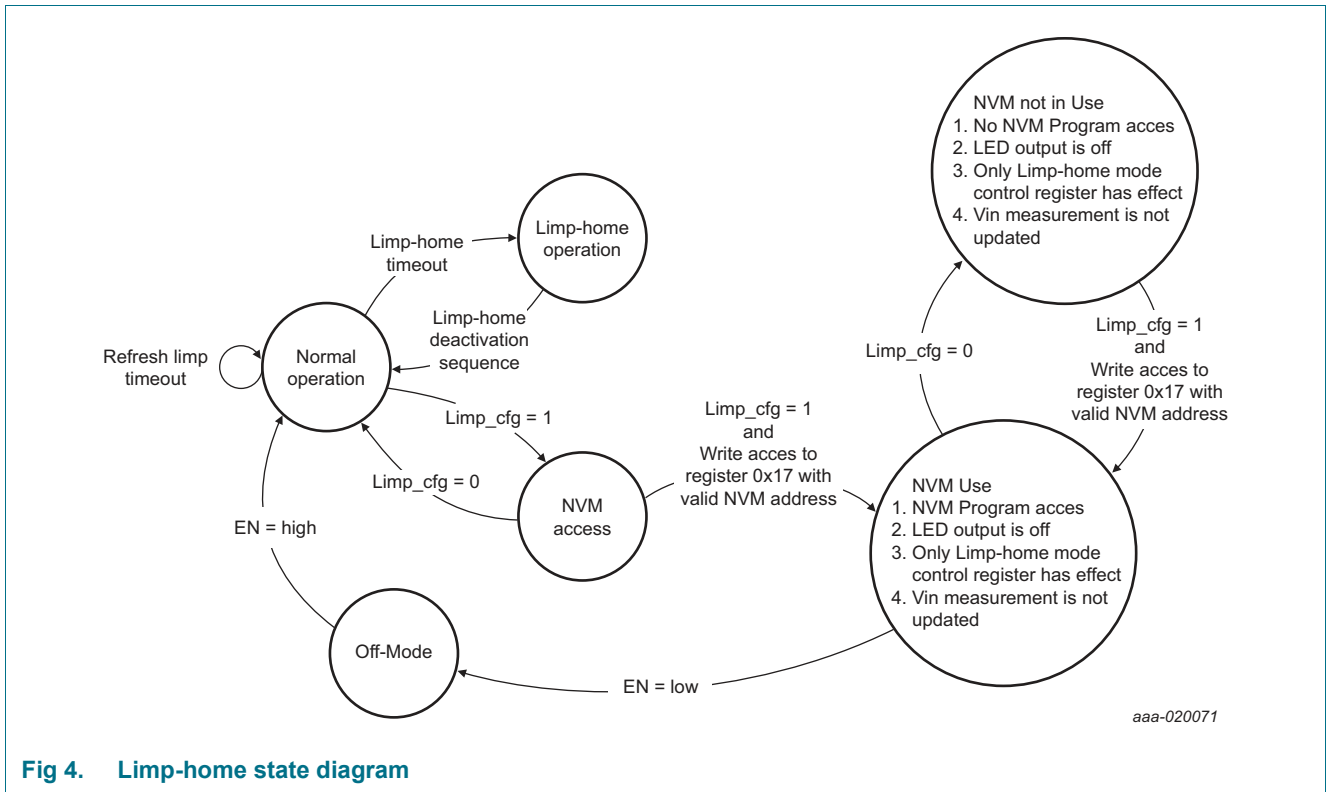 NVM not in Use
1. No NVM Program acces
2. LED output is off
3. Only Limp-home mode
control register has effect
4. Vin measurement is not
updated
Limp-home
operation
Limp-home
timeout
Limp-home
deactivation
sequence
Refresh limp
timeout
Normal
operation
Limp_cfg = 1
Limp_cfg = 0
NVM
access
EN = high
Off-Mode
EN = low
Limp_cfg = 1
and
Write acces to
register 0x17 with
valid NVM address
Limp_cfg = 0
Limp_cfg = 1
and
Write acces to
register 0x17 with
valid NVM address
NVM Use
1. NVM Program acces
2. LED output is off
3. Only Limp-home mode
control register has effect
4. Vin measurement is not
updated
aaa-020071
Fig 4. Limp-home state diagram